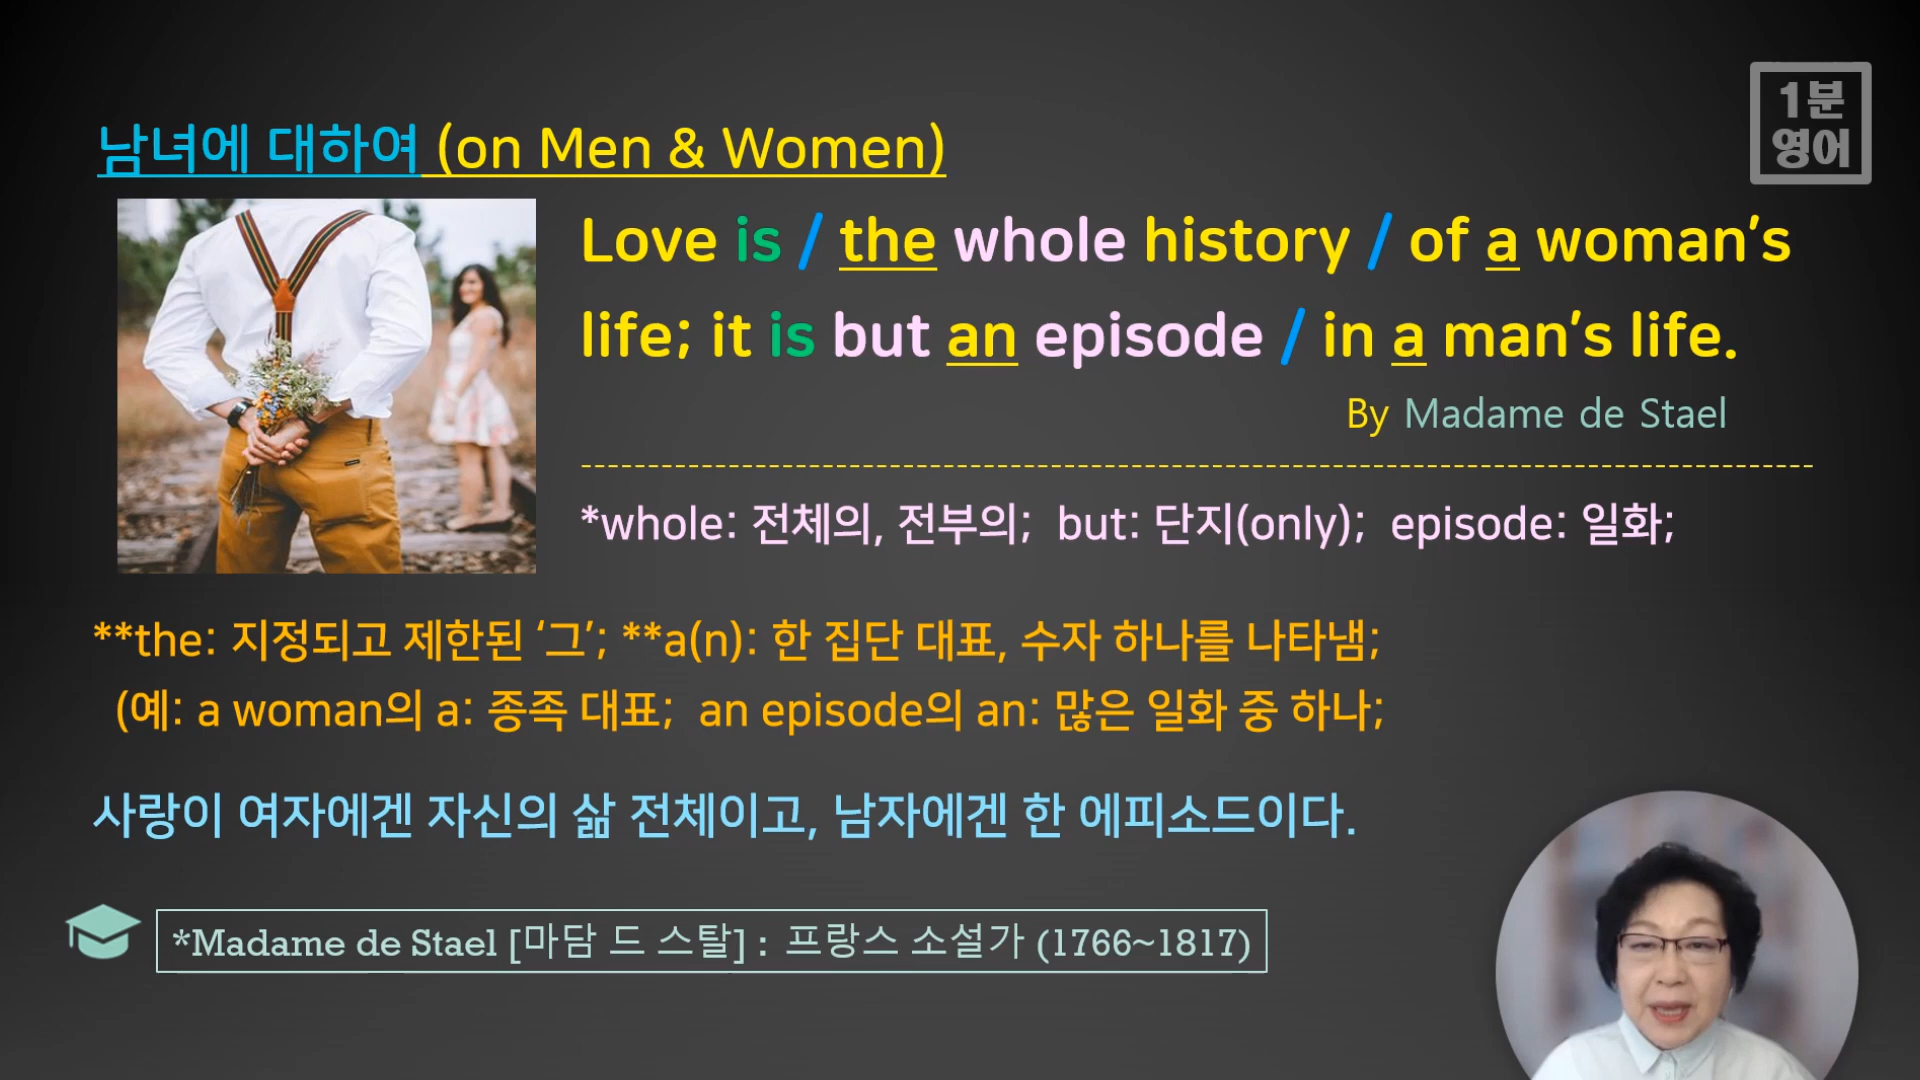 1분
영어
남녀에 대하여 (on Men & Women)
Love is / the whole history / of a woman's
life; it is but an episode / in a man's life.
By Madame de Stael
*whole: 전체의, 전부의; but: 단지(only); episode: 일화;
**the: 지정되고 제한된 ‘그’; **a(n): 한 집단 대표, 수자 하나를 나타냄;
(예: a woman의 a: 종족 대표; an episode의 an: 많은 일화 중 하나;
사랑이 여자에겐 자신의 삶 전체이고, 남자에겐 한 에피소드이다.
*Madame de Stael [마담 드 스탈] : 프랑스 소설가 (1766~1817)